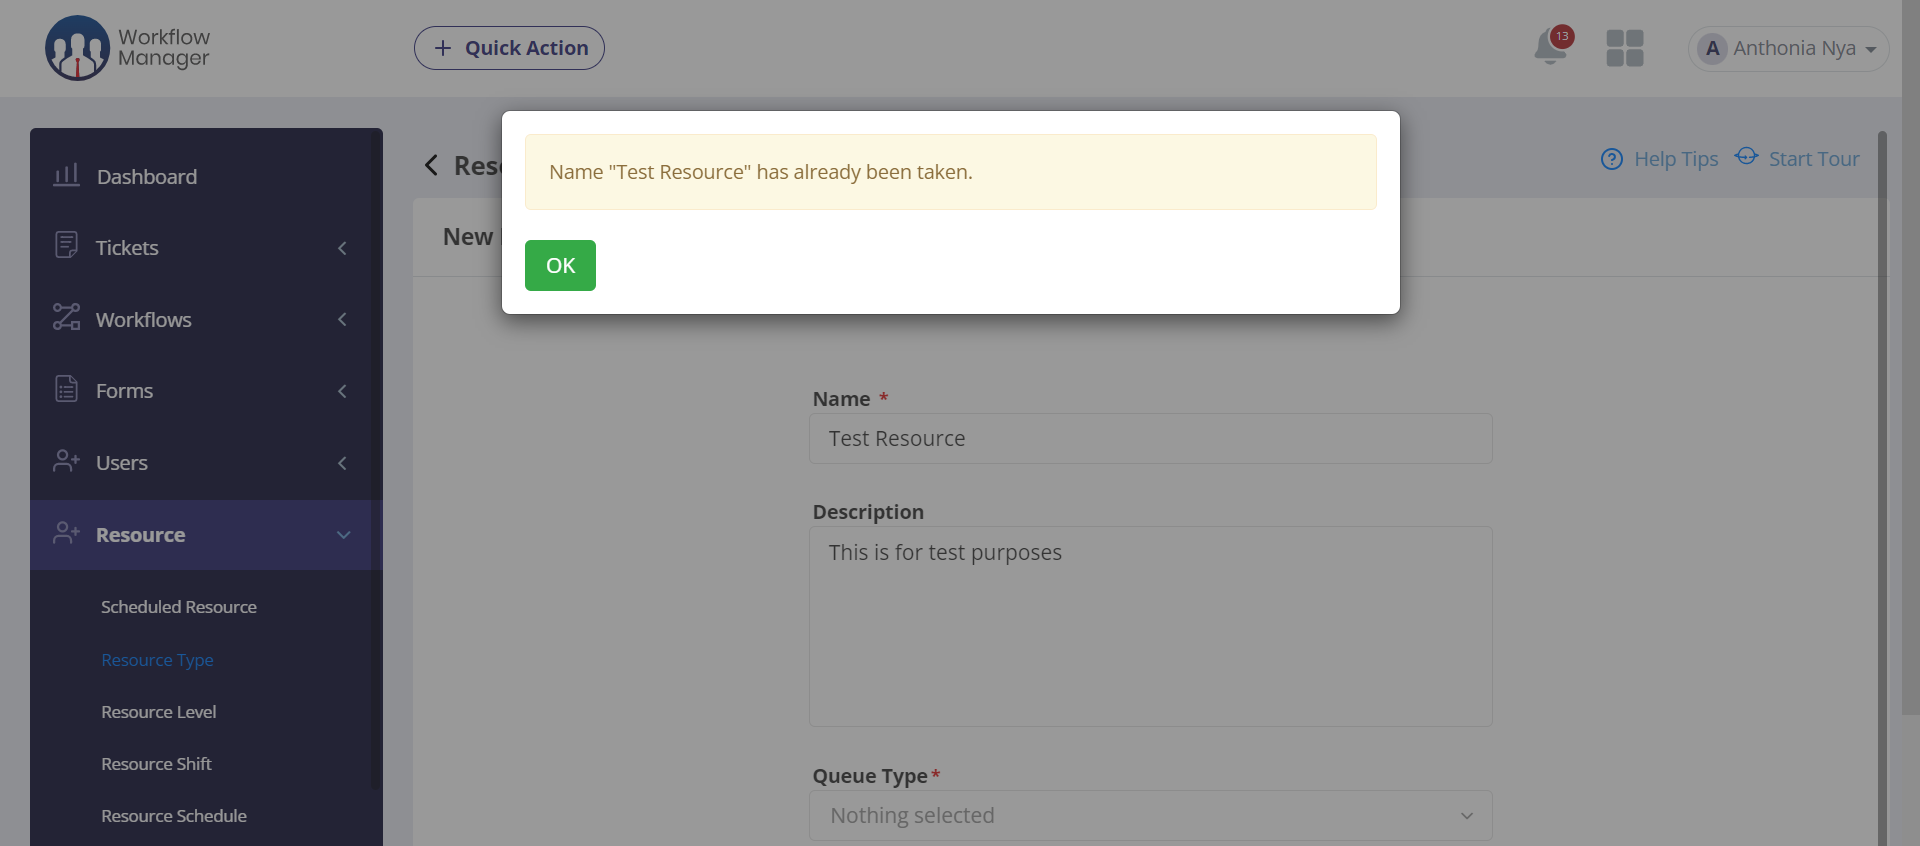 Workflow
Manager
Quick Action
13
A Anthonia Nya
Dashboard
Tickets
Workflows
Forms
Users
Resource
Scheduled Resource
Resource Type
Resource Level
Resource Shift
Resource Schedule
Help Tips
Start Tour
New
Name "Test Resource" has already been taken.
OK
Name *
Test Resource
Description
This is for test purposes
Queue Type*
Nothing selected